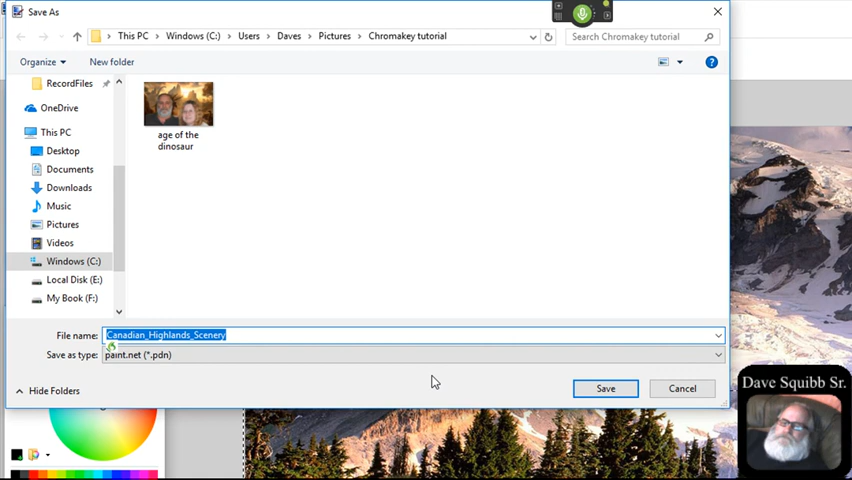 Save As
This PC > Windows (C:) > Users > Daves > Pictures > Chromakey tutorial
Search Chromakey tutorial
Organize
New folder
RecordFiles
OneDrive
This PC
Desktop
Documents
Downloads
Music
Pictures
Videos
Windows (C:)
Local Disk (E:)
My Book (F:)
age of the
dinosaur
File name: Canadian_Highlands_Scenery
Save as type: paint.net (*.pdn)
Hide Folders
Save
Cancel
Dave Squibb Sr.